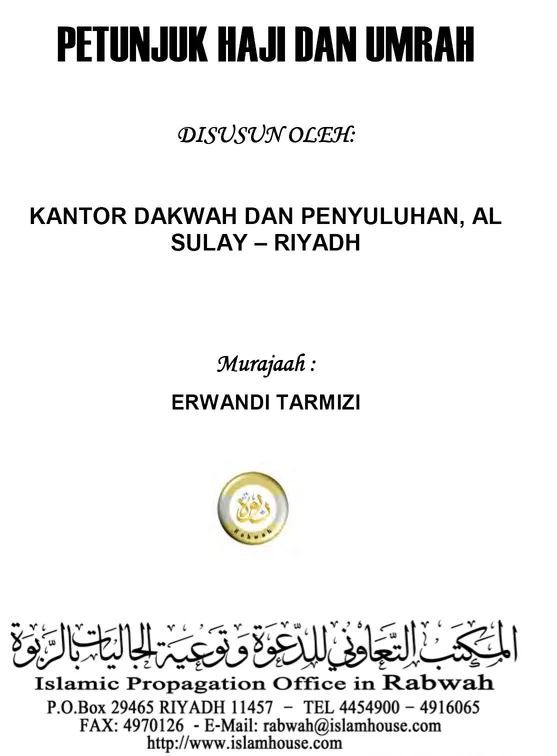 PETUNJUK HAJI DAN UMRAH
DISUSUN OLEH:
KANTOR DAKWAH DAN PENYULUHAN, AL
SULAY – RIYADH
Murajaah :
ERWANDI TARMIZI
ربوة
Rabwah
المكتب التعاوني للدعوة وتوعية الجاليات بالربوة
Islamic Propagation Office in Rabwah
P.O.Box 29465 RIYADH 11457 – TEL 4454900 – 4916065
FAX: 4970126 - E-Mail: rabwah@islamhouse.com
http://www.islamhouse.com